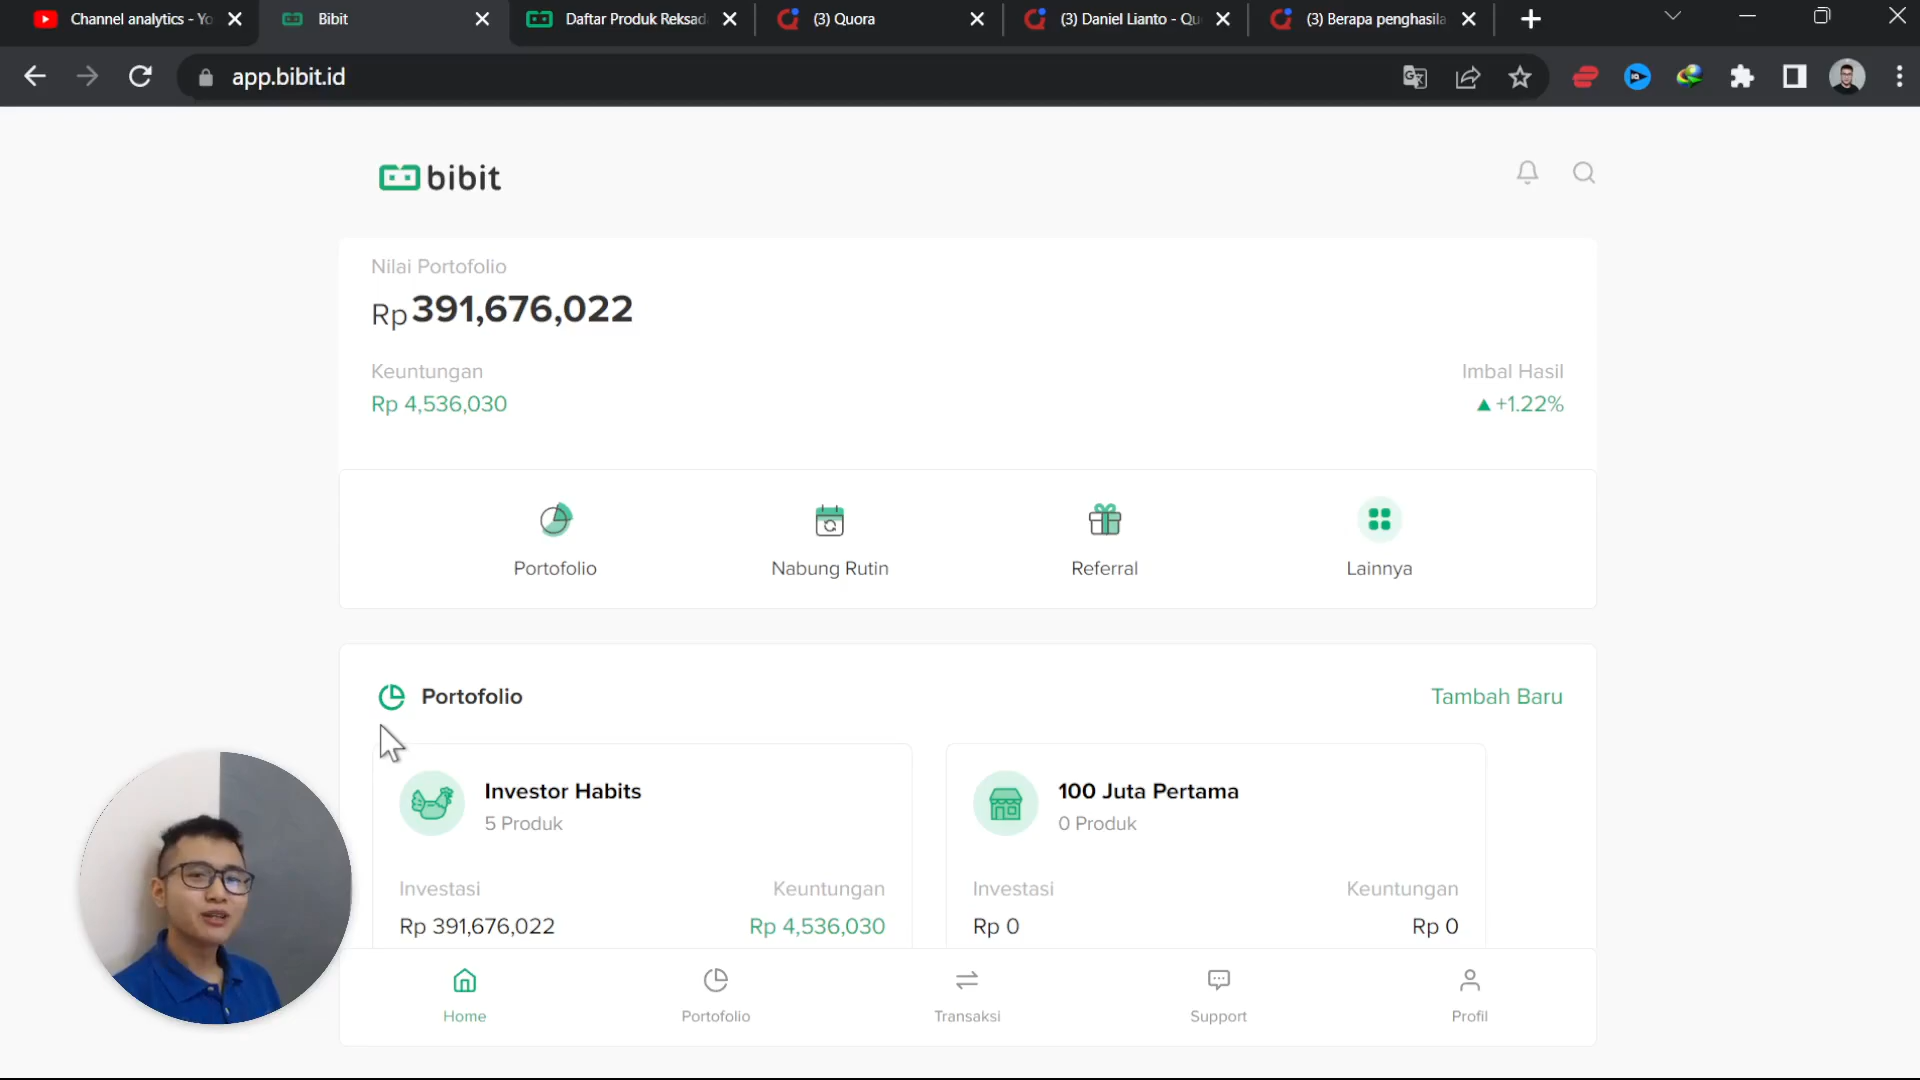 Channel analytics - Yo
Bibit
Daftar Produk Reksad
(3) Quora
(3) Daniel Lianto - Qu
(3) Berapa penghasila
app.bibit.id
bibit
Nilai Portofolio
Rp 391,676,022
Keuntungan
Imbal Hasil
Rp 4,536,030
▲ +1.22%
Portofolio
Nabung Rutin
Referral
Lainnya
Portofolio
Tambah Baru
Investor Habits
5 Produk
Investasi
Keuntungan
Rp 391,676,022
Rp 4,536,030
100 Juta Pertama
0 Produk
Investasi
Keuntungan
Rp 0
Rp 0
Home
Portofolio
Transaksi
Support
Profil